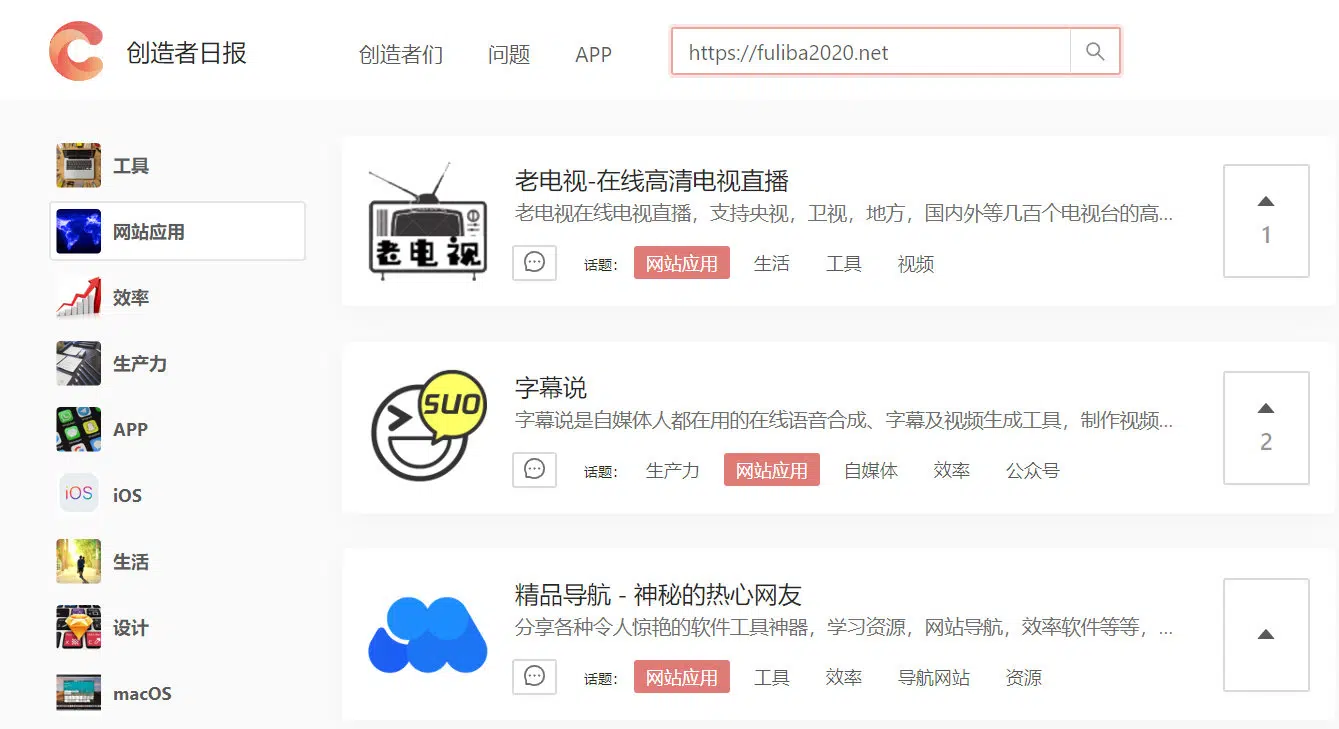 创造者日报
创造者们 问题 APP
https://fuliba2020.net
工具
网站应用
效率
生产力
APP
iOS
iOS
生活
设计
macOS
老电视
老电视-在线高清电视直播
老电视在线电视直播，支持央视，卫视，地方，国内外等几百个电视台的高...
话题： 网站应用 生活 工具 视频
1
SUO
字幕说
字幕说是自媒体人都在用的在线语音合成、字幕及视频生成工具，制作视频...
话题： 生产力 网站应用 自媒体 效率 公众号
2
精品导航 - 神秘的热心网友
分享各种令人惊艳的软件工具神器，学习资源，网站导航，效率软件等等，...
话题： 网站应用 工具 效率 导航网站 资源